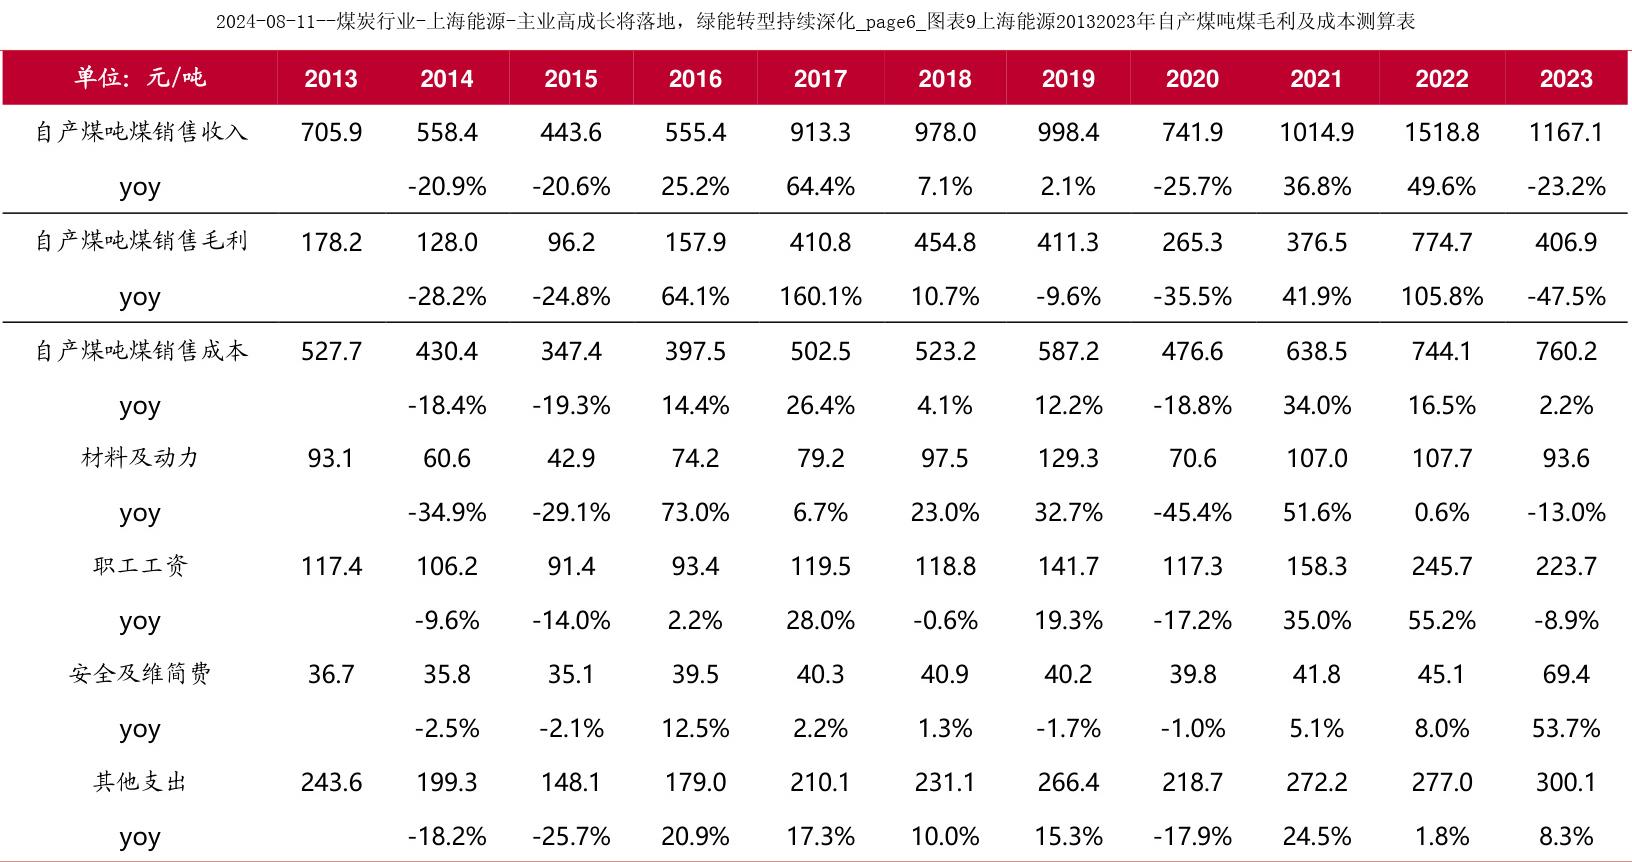 2024-08-11--煤炭行业-上海能源-主业高成长将落地，绿能转型持续深化_page6_图表9上海能源20132023年自产煤吨煤毛利及成本测算表
单位：元/吨 2013 2014 2015 2016 2017 2018 2019 2020 2021 2022 2023
自产煤吨煤销售收入 705.9 558.4 443.6 555.4 913.3 978.0 998.4 741.9 1014.9 1518.8 1167.1
yoy -20.9% -20.6% 25.2% 64.4% 7.1% 2.1% -25.7% 36.8% 49.6% -23.2%
自产煤吨煤销售毛利 178.2 128.0 96.2 157.9 410.8 454.8 411.3 265.3 376.5 774.7 406.9
yoy -28.2% -24.8% 64.1% 160.1% 10.7% -9.6% -35.5% 41.9% 105.8% -47.5%
自产煤吨煤销售成本 527.7 430.4 347.4 397.5 502.5 523.2 587.2 476.6 638.5 744.1 760.2
yoy -18.4% -19.3% 14.4% 26.4% 4.1% 12.2% -18.8% 34.0% 16.5% 2.2%
材料及动力 93.1 60.6 42.9 74.2 79.2 97.5 129.3 70.6 107.0 107.7 93.6
yoy -34.9% -29.1% 73.0% 6.7% 23.0% 32.7% -45.4% 51.6% 0.6% -13.0%
职工工资 117.4 106.2 91.4 93.4 119.5 118.8 141.7 117.3 158.3 245.7 223.7
yoy -9.6% -14.0% 2.2% 28.0% -0.6% 19.3% -17.2% 35.0% 55.2% -8.9%
安全及维简费 36.7 35.8 35.1 39.5 40.3 40.9 40.2 39.8 41.8 45.1 69.4
yoy -2.5% -2.1% 12.5% 2.2% 1.3% -1.7% -1.0% 5.1% 8.0% 53.7%
其他支出 243.6 199.3 148.1 179.0 210.1 231.1 266.4 218.7 272.2 277.0 300.1
yoy -18.2% -25.7% 20.9% 17.3% 10.0% 15.3% -17.9% 24.5% 1.8% 8.3%